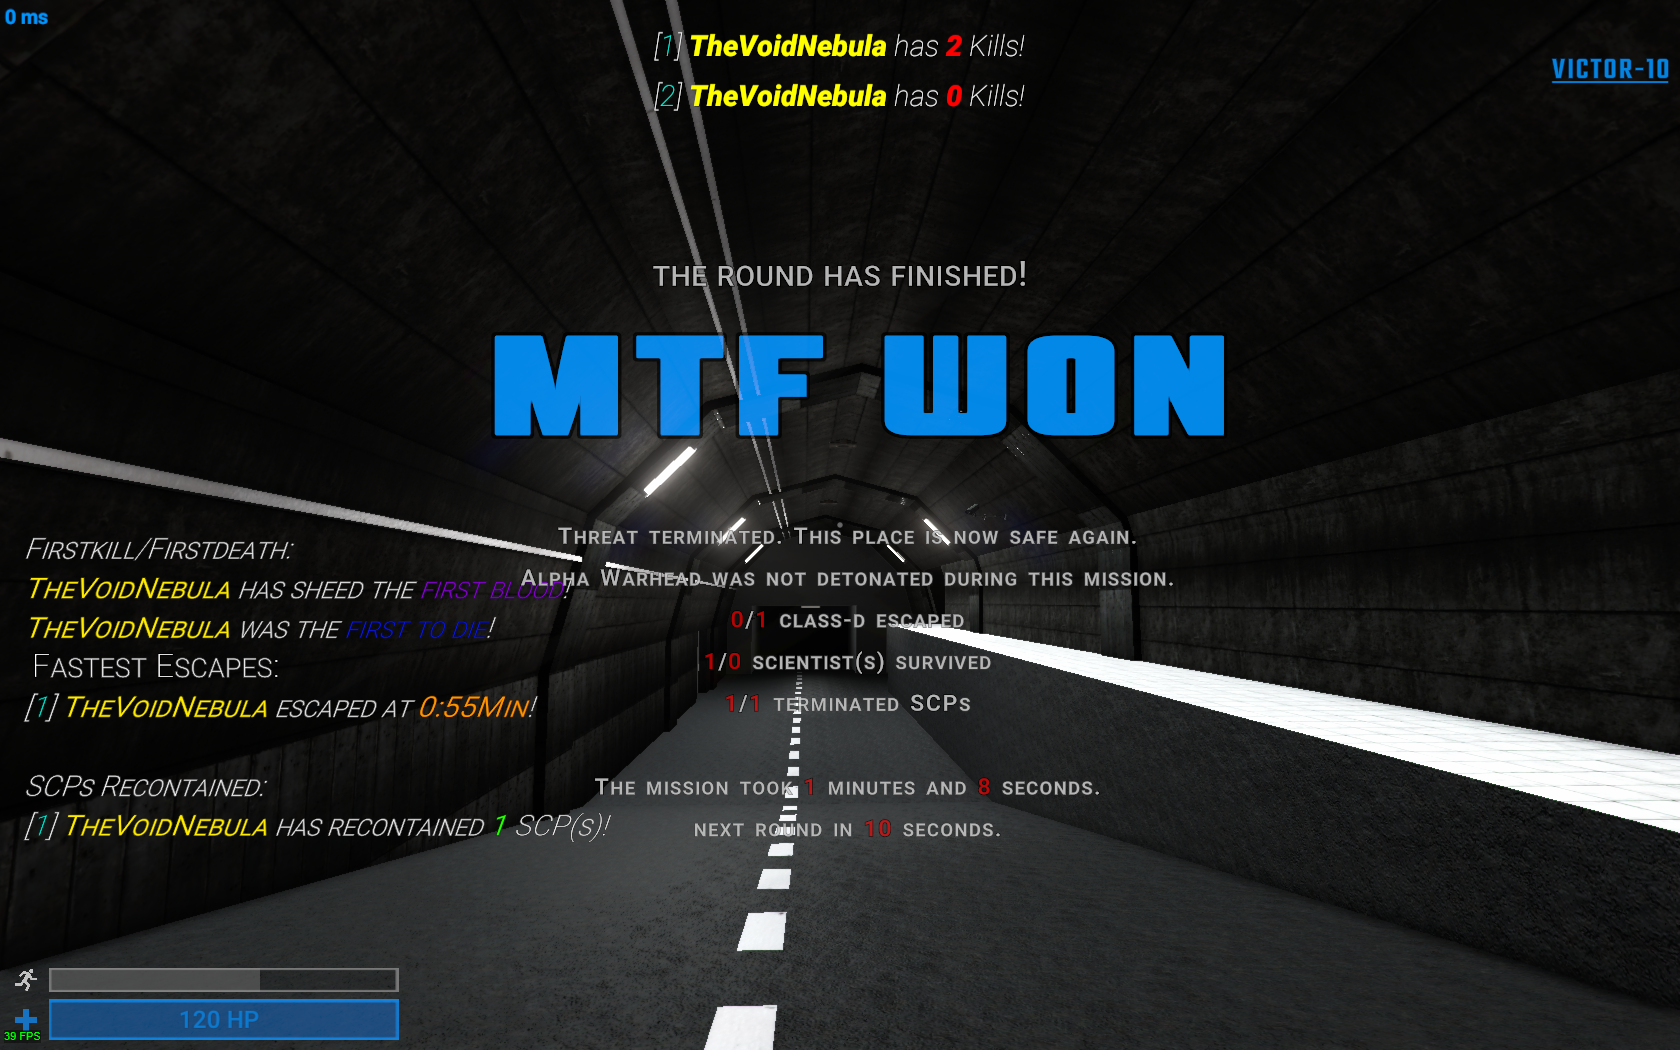 0 ms
[1] TheVoidNebula has 2 Kills!
[2] TheVoidNebula has 0 Kills!
VICTOR-10
THE ROUND HAS FINISHED!
MTF WON
THREAT TERMINATED. THIS PLACE IS NOW SAFE AGAIN.
ALPHA WARHEAD WAS NOT DETONATED DURING THIS MISSION.
0/1 CLASS-D ESCAPED
1/0 SCIENTIST(S) SURVIVED
1/1 TERMINATED SCPS
THE MISSION TOOK 1 MINUTES AND 8 SECONDS.
NEXT ROUND IN 10 SECONDS.
FIRSTKILL/FIRSTDEATH:
THEVOIDNEBULA HAS SHEED THE FIRST BLOOD!
THEVOIDNEBULA WAS THE FIRST TO DIE!
FASTEST ESCAPES:
[1] THEVOIDNEBULA ESCAPED AT 0:55MIN!
SCPS RECONTAINED:
[1] THEVOIDNEBULA HAS RECONTAINED 1 SCP(S)!
120 HP
39 FPS